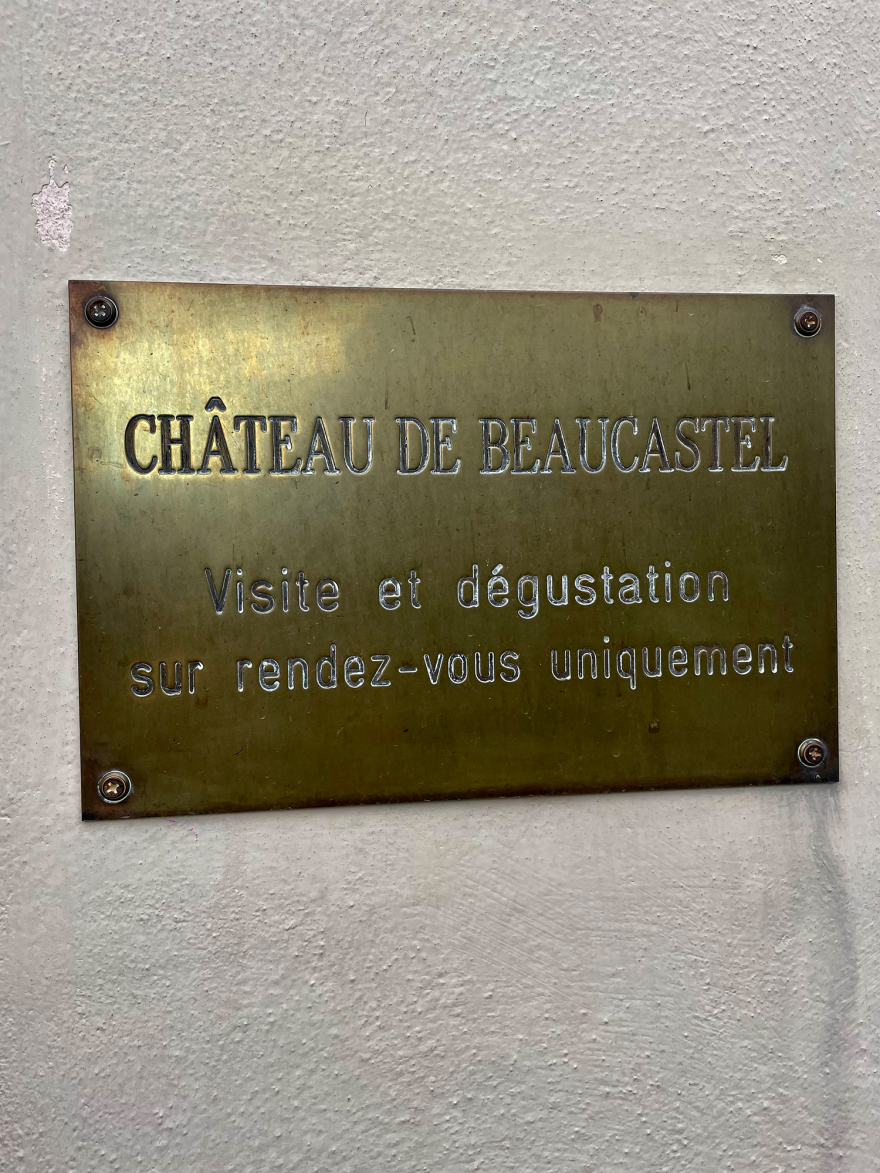 CHÂTEAU DE BEAUCASTEL
Visite et dégustation
sur rendez-vous uniquement